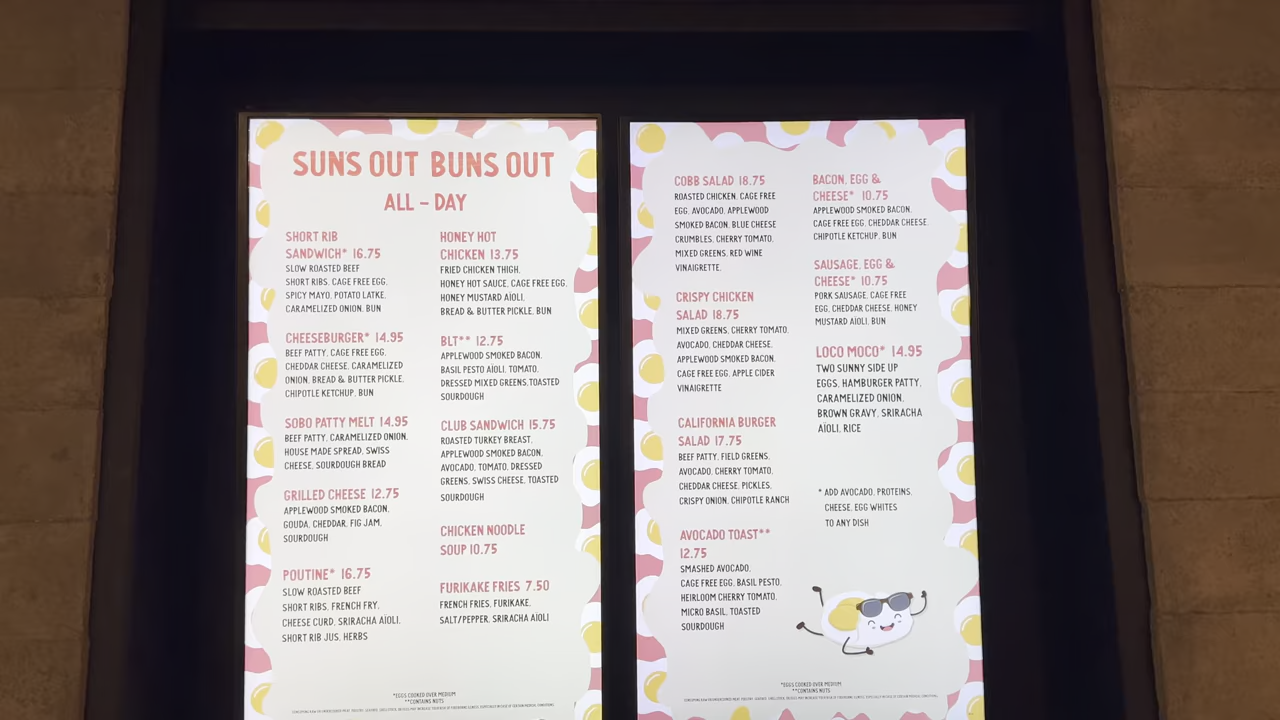 SUN'S OUT BUNS OUT
ALL - DAY
SHORT RIB
SANDWICH* 16.75
SLOW ROASTED BEEF
SHORT RIBS, CAGE FREE EGG,
SPICY MAYO, POTATO LATKE,
CARAMELIZED ONION, BUN
CHEESEBURGER* 14.95
BEEF PATTY, CAGE FREE EGG,
CHEDDAR CHEESE, CARAMELIZED
ONION, BREAD & BUTTER PICKLE,
CHIPOTLE KETCHUP, BUN
SOBO PATTY MELT 14.95
BEEF PATTY, CARAMELIZED ONION,
HOUSE MADE SPREAD, SWISS
CHEESE, SOURDOUGH BREAD
GRILLED CHEESE 12.75
APPLEWOOD SMOKED BACON,
GOUDA, CHEDDAR, FIG JAM,
SOURDOUGH
POUTINE* 16.75
SLOW ROASTED BEEF
SHORT RIBS, FRENCH FRY,
CHEESE CURD, SRIRACHA AÏOLI,
SHORT RIB JUS, HERBS
HONEY HOT
CHICKEN 13.75
FRIED CHICKEN THIGH,
HONEY HOT SAUCE, CAGE FREE EGG,
HONEY MUSTARD AÏOLI,
BREAD & BUTTER PICKLE, BUN
BLT** 12.75
APPLEWOOD SMOKED BACON,
BASIL PESTO AÏOLI, TOMATO,
DRESSED MIXED GREENS, TOASTED
SOURDOUGH
CLUB SANDWICH 15.75
ROASTED TURKEY BREAST,
APPLEWOOD SMOKED BACON,
AVOCADO, TOMATO, DRESSED
GREENS, SWISS CHEESE, TOASTED
SOURDOUGH
CHICKEN NOODLE
SOUP 10.75
FURIKAKE FRIES 7.50
FRENCH FRIES, FURIKAKE,
SALT/PEPPER, SRIRACHA AÏOLI
*EGGS COOKED OVER MEDIUM
**CONTAINS NUTS
COBB SALAD 18.75
ROASTED CHICKEN, CAGE FREE
EGG, AVOCADO, APPLEWOOD
SMOKED BACON, BLUE CHEESE
CRUMBLES, CHERRY TOMATO,
MIXED GREENS, RED WINE
VINAIGRETTE,
CRISPY CHICKEN
SALAD 18.75
MIXED GREENS, CHERRY TOMATO,
AVOCADO, CHEDDAR CHEESE,
APPLEWOOD SMOKED BACON,
CAGE FREE EGG, APPLE CIDER
VINAIGRETTE
CALIFORNIA BURGER
SALAD 17.75
BEEF PATTY, FIELD GREENS,
AVOCADO, CHERRY TOMATO,
CHEDDAR CHEESE, PICKLES,
CRISPY ONION, CHIPOTLE RANCH
AVOCADO TOAST**
12.75
SMASHED AVOCADO,
CAGE FREE EGG, BASIL PESTO,
HEIRLOOM CHERRY TOMATO,
MICRO BASIL, TOASTED
SOURDOUGH
BACON, EGG &
CHEESE* 10.75
APPLEWOOD SMOKED BACON,
CAGE FREE EGG, CHEDDAR CHEESE,
CHIPOTLE KETCHUP, BUN
SAUSAGE, EGG &
CHEESE* 10.75
PORK SAUSAGE, CAGE FREE
EGG, CHEDDAR CHEESE, HONEY
MUSTARD AÏOLI, BUN
LOCO MOCO* 14.95
TWO SUNNY SIDE UP
EGGS, HAMBURGER PATTY,
CARAMELIZED ONION,
BROWN GRAVY, SRIRACHA
AÏOLI, RICE
* ADD AVOCADO, PROTEINS,
CHEESE, EGG WHITES
TO ANY DISH
*EGGS COOKED OVER MEDIUM
**CONTAINS NUTS